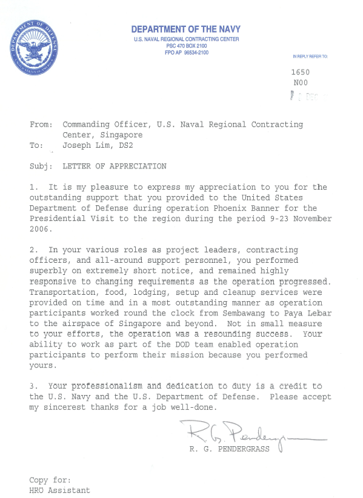 DEPARTMENT OF THE NAVY
U.S. NAVAL REGIONAL CONTRACTING CENTER
PSC 470 BOX 2100
FPO AP 96534-2100
IN REPLY REFER TO
1650
N00
From: Commanding Officer, U.S. Naval Regional Contracting
Center, Singapore
To: Joseph Lim, DS2
Subj: LETTER OF APPRECIATION
1. It is my pleasure to express my appreciation to you for the
outstanding support that you provided to the United States
Department of Defense during operation Phoenix Banner for the
Presidential Visit to the region during the period 9-23 November
2006.
2. In your various roles as project leaders, contracting
officers, and all-around support personnel, you performed
superbly on extremely short notice, and remained highly
responsive to changing requirements as the operation progressed.
Transportation, food, lodging, setup and cleanup services were
provided on time and in a most outstanding manner as operation
participants worked round the clock from Sembawang to Paya Lebar
to the airspace of Singapore and beyond. Not in small measure
to your efforts, the operation was a resounding success. Your
ability to work as part of the DOD team enabled operation
participants to perform their mission because you performed
yours.
3. Your professionalism and dedication to duty is a credit to
the U.S. Navy and the U.S. Department of Defense. Please accept
my sincerest thanks for a job well-done.
R. G. Pendergrass
R. G. PENDERGRASS
Copy for:
HRO Assistant